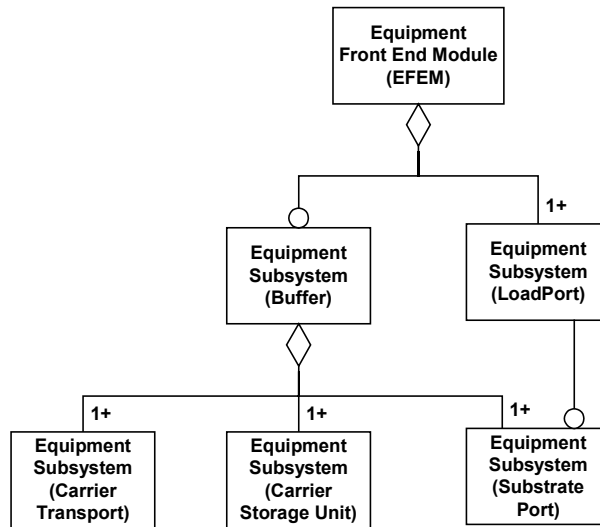 Equipment
Front End Module
(EFEM)
1+
Equipment
Subsystem
(Buffer)
Equipment
Subsystem
(LoadPort)
1+
1+
1+
Equipment
Subsystem
(Carrier
Transport)
Equipment
Subsystem
(Carrier
Storage Unit)
Equipment
Subsystem
(Substrate
Port)